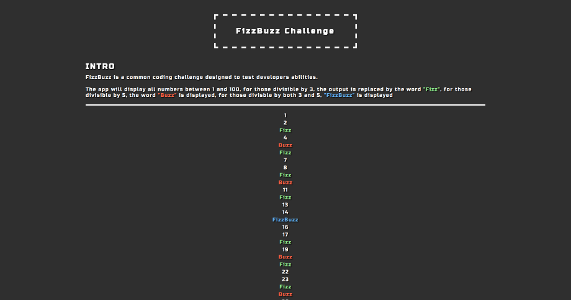 FizzBuzz Challenge
INTRO
FizzBuzz is a common coding challenge designed to test developers abilities.
The app will display all numbers between 1 and 100, for those divisible by 3, the output is replaced by the word "Fizz", for those
divisible by 5, the word "Buzz" is displayed, for those divisible by both 3 and 5, "FizzBuzz" is displayed
1
2
Fizz
4
Buzz
Fizz
7
8
Fizz
Buzz
11
Fizz
13
14
FizzBuzz
16
17
Fizz
19
Buzz
Fizz
22
23
Fizz
Buzz